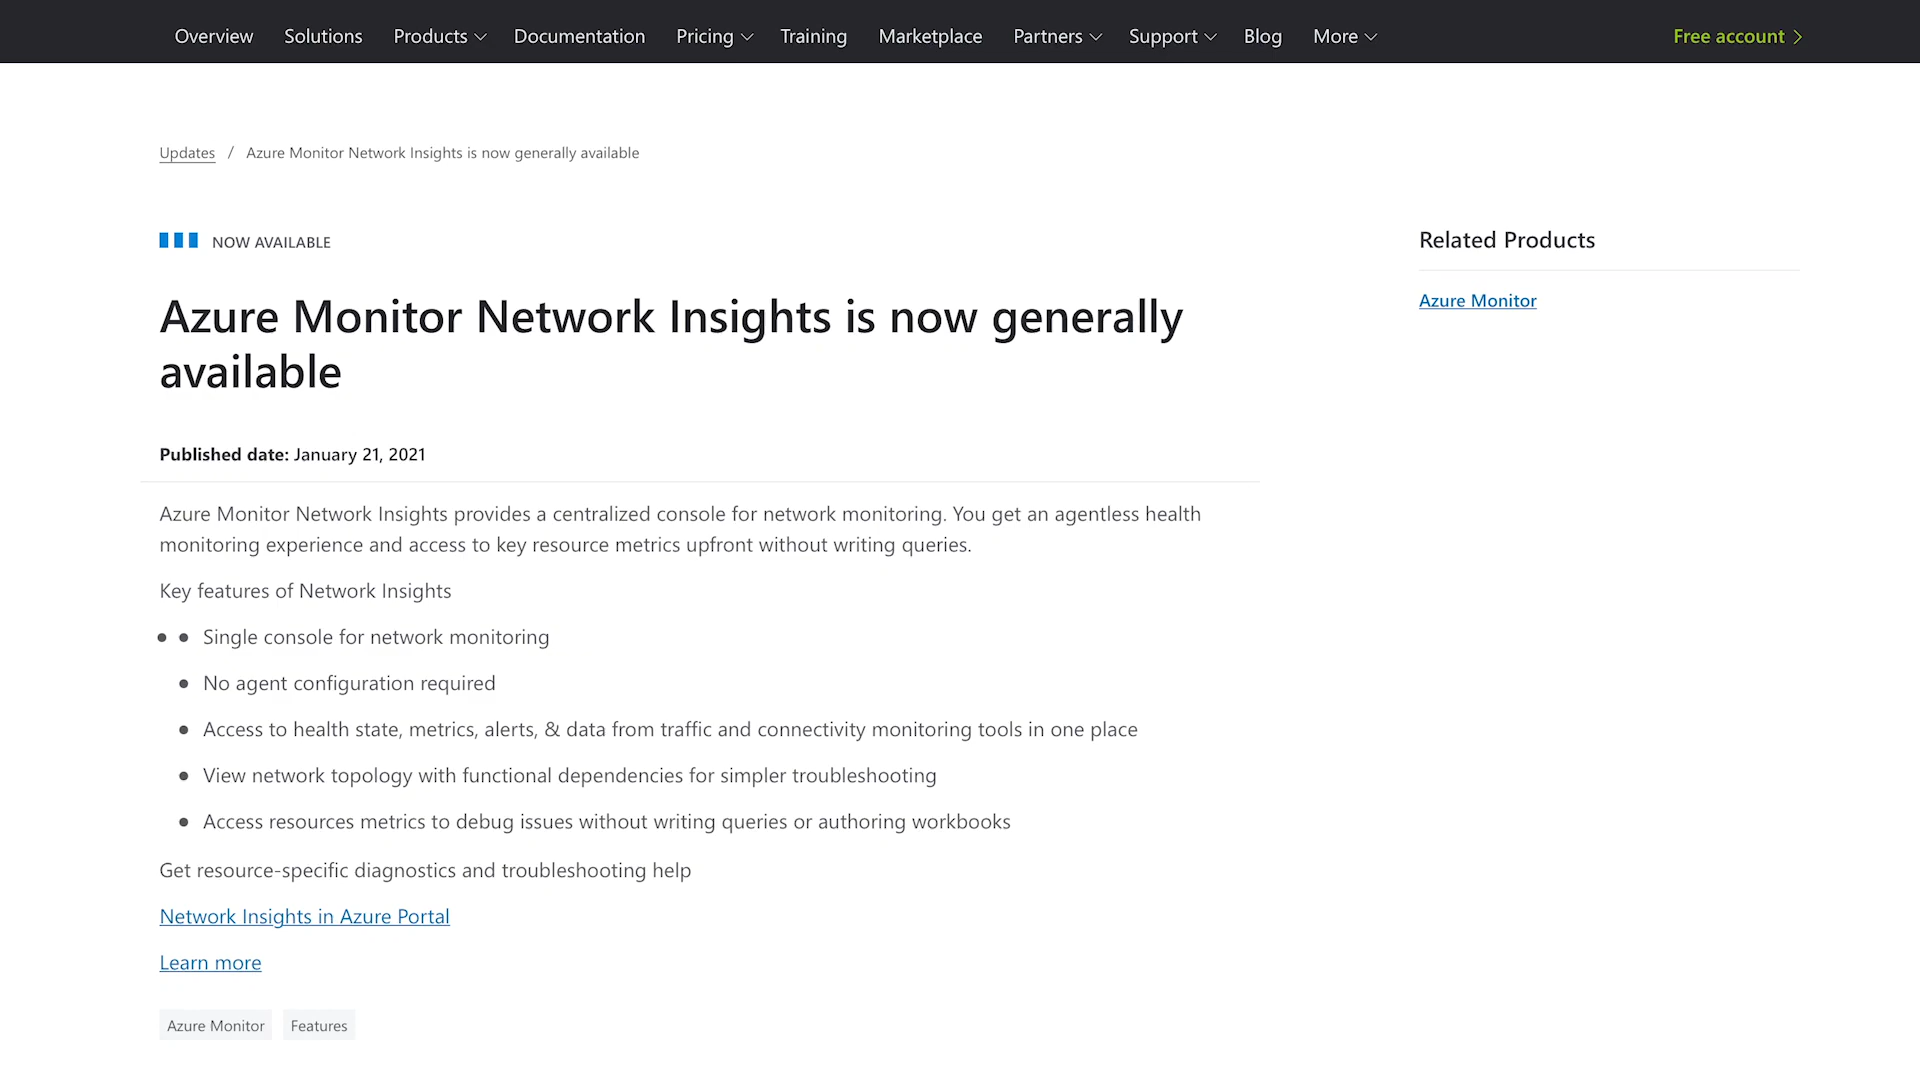 Overview Solutions Products Documentation Pricing Training Marketplace Partners Support Blog More Free account
Updates / Azure Monitor Network Insights is now generally available
NOW AVAILABLE
Azure Monitor Network Insights is now generally
available
Published date: January 21, 2021
Azure Monitor Network Insights provides a centralized console for network monitoring. You get an agentless health
monitoring experience and access to key resource metrics upfront without writing queries.
Key features of Network Insights
• • Single console for network monitoring
• No agent configuration required
• Access to health state, metrics, alerts, & data from traffic and connectivity monitoring tools in one place
• View network topology with functional dependencies for simpler troubleshooting
• Access resources metrics to debug issues without writing queries or authoring workbooks
Get resource-specific diagnostics and troubleshooting help
Network Insights in Azure Portal
Learn more
Azure Monitor Features
Related Products
Azure Monitor